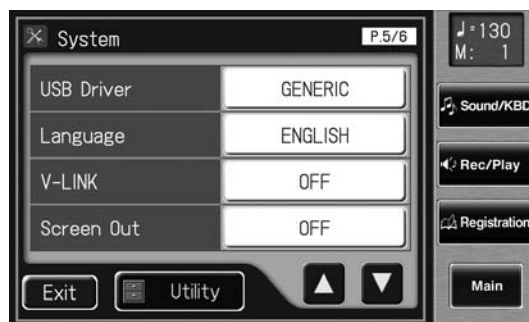 System
P.5/6
♩=130
M: 1
USB Driver
GENERIC
Sound/KBD
Language
ENGLISH
V-LINK
OFF
Rec/Play
Screen Out
OFF
Registration
Exit
Utility
Main